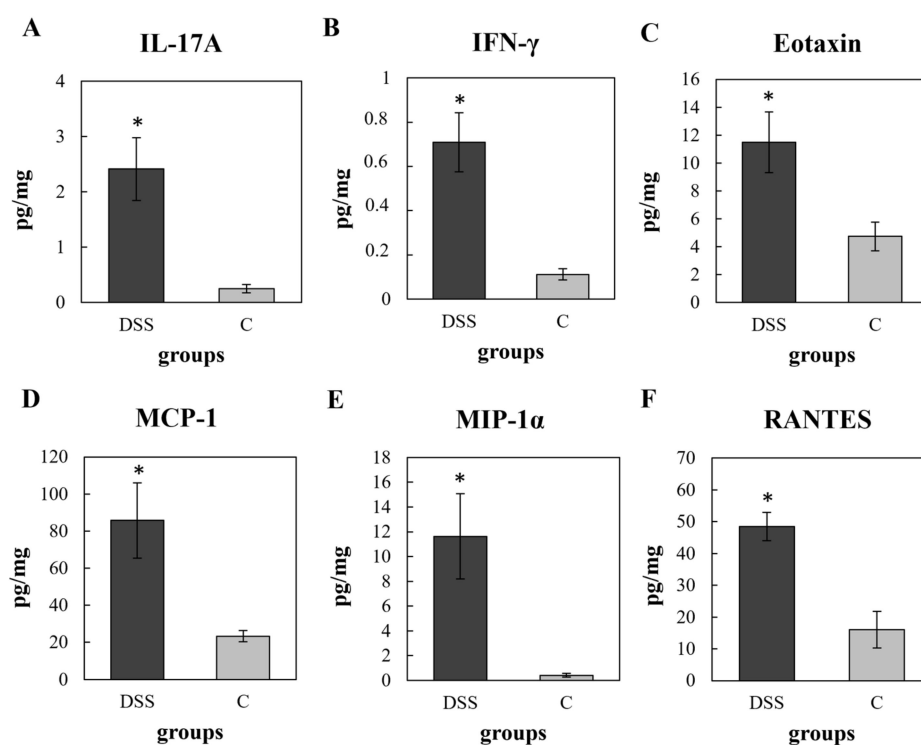 A
IL-17A
pg/mg
4
3
2
1
0
*
DSS
C
groups
B
IFN-γ
pg/mg
1
0.8
0.6
0.4
0.2
0
*
DSS
C
groups
C
Eotaxin
pg/mg
16
14
12
10
8
6
4
2
0
*
DSS
C
groups
D
MCP-1
pg/mg
120
100
80
60
40
20
0
*
DSS
C
groups
E
MIP-1α
pg/mg
18
16
14
12
10
8
6
4
2
0
*
DSS
C
groups
F
RANTES
pg/mg
70
60
50
40
30
20
10
0
*
DSS
C
groups